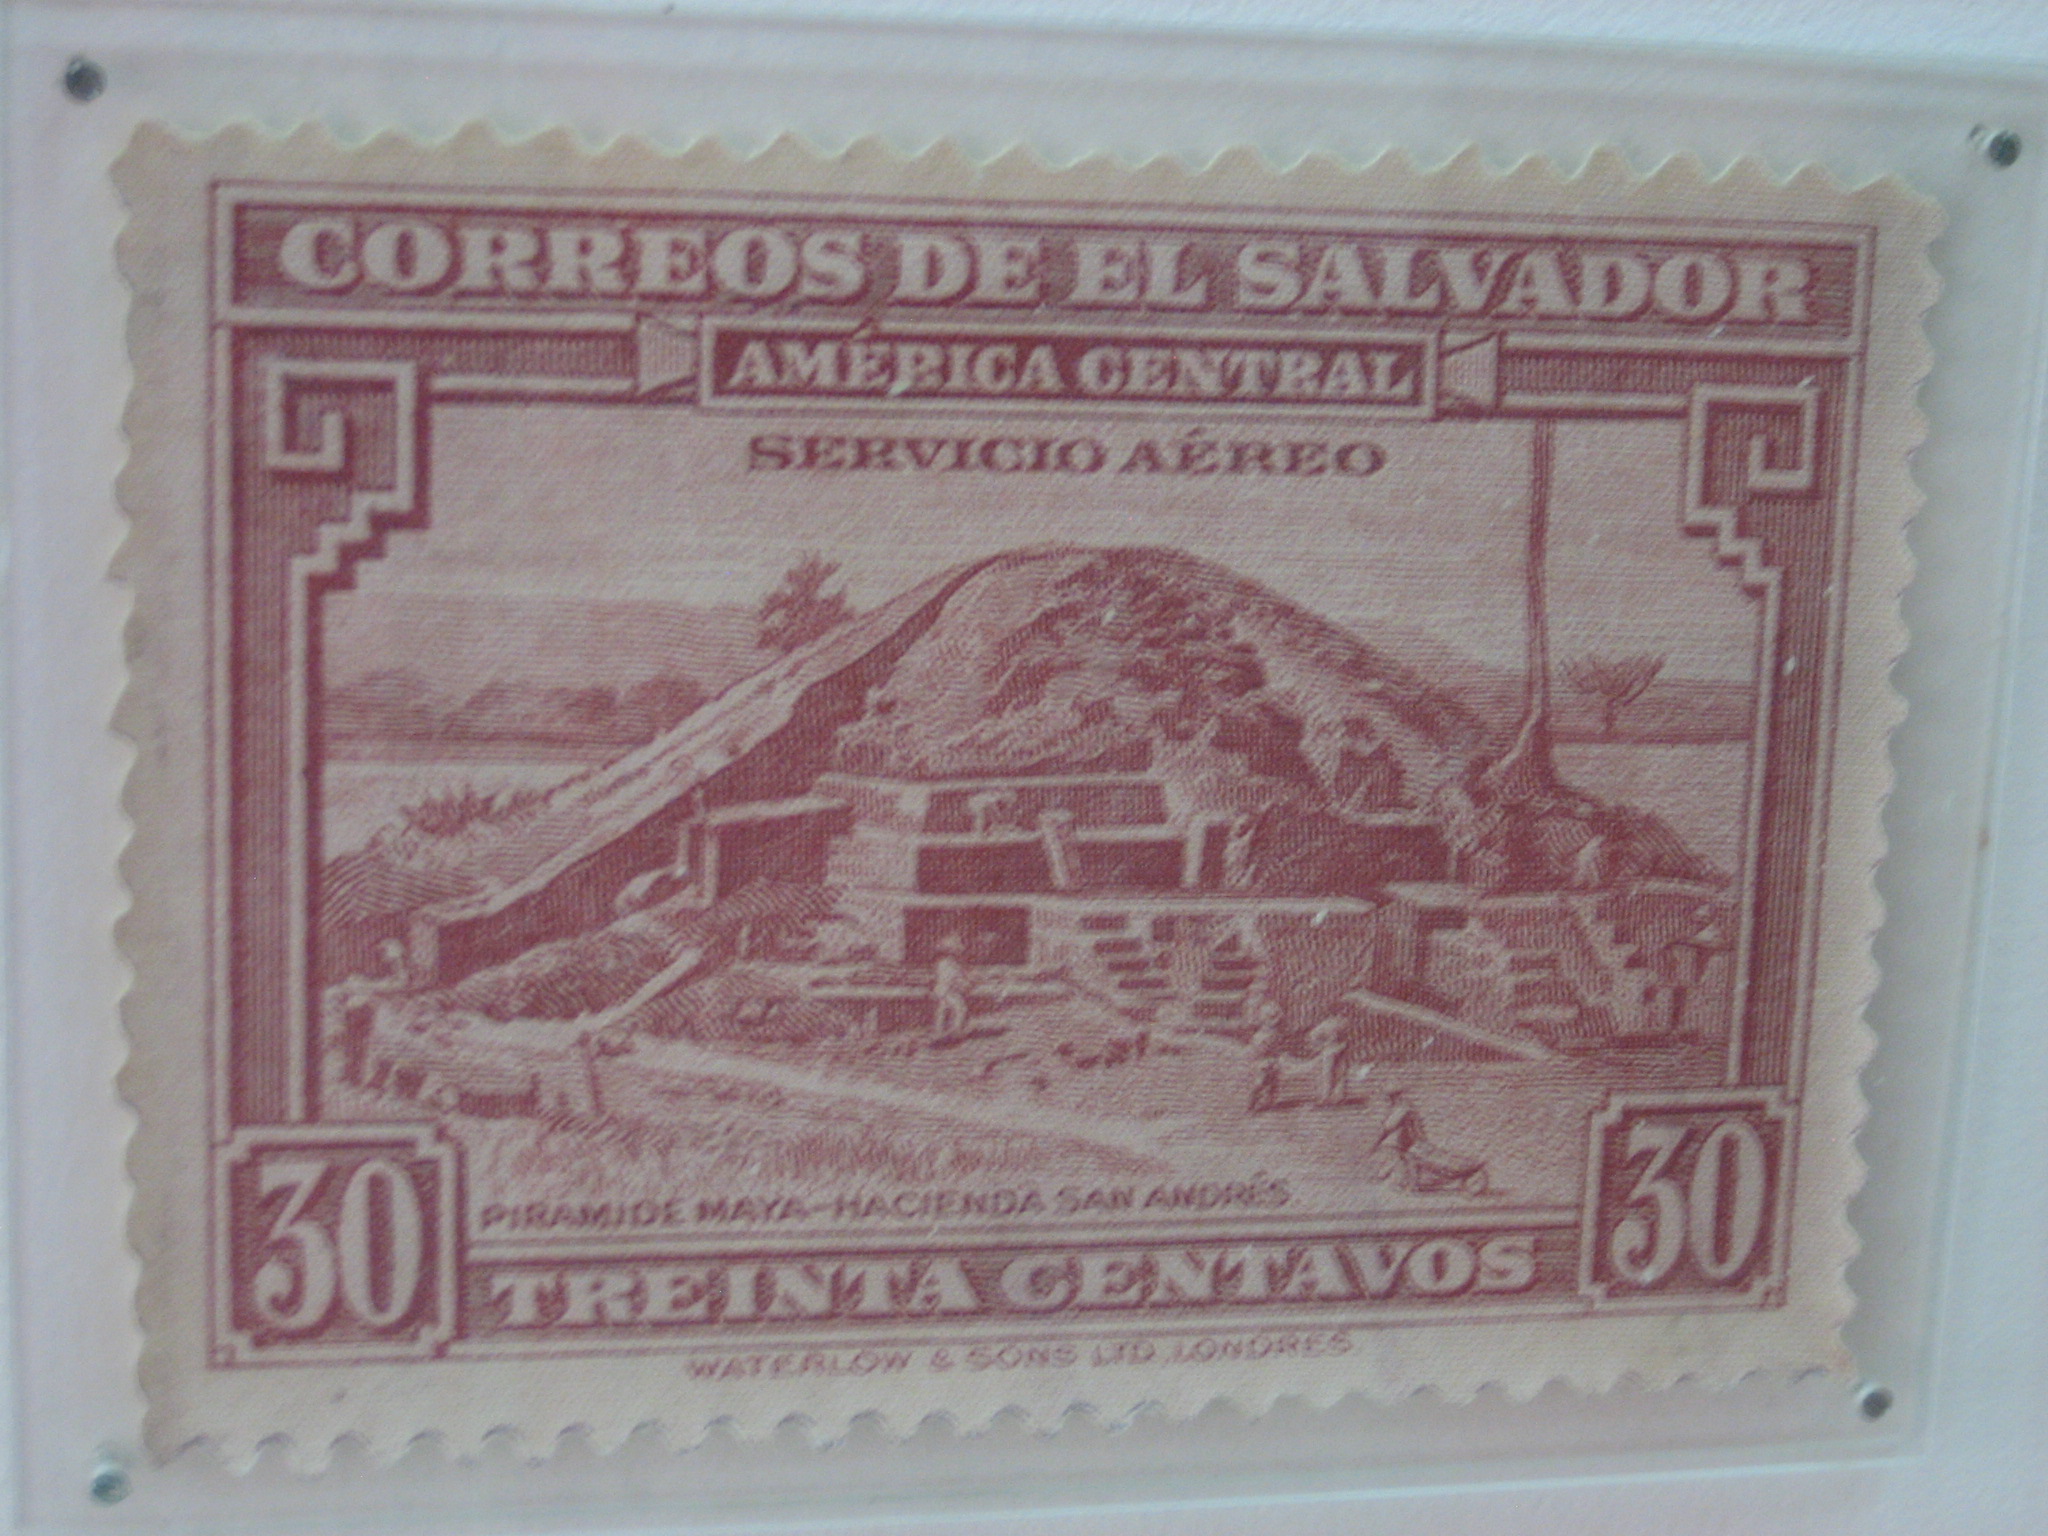 CORREOS DE EL SALVADOR
AMÉRICA CENTRAL
SERVICIO AÉREO
PIRAMIDE MAYA-HACIENDA SAN ANDRÉS
30 TREINTA CENTAVOS 30
WATERLOW & SONS LTD, LONDRES